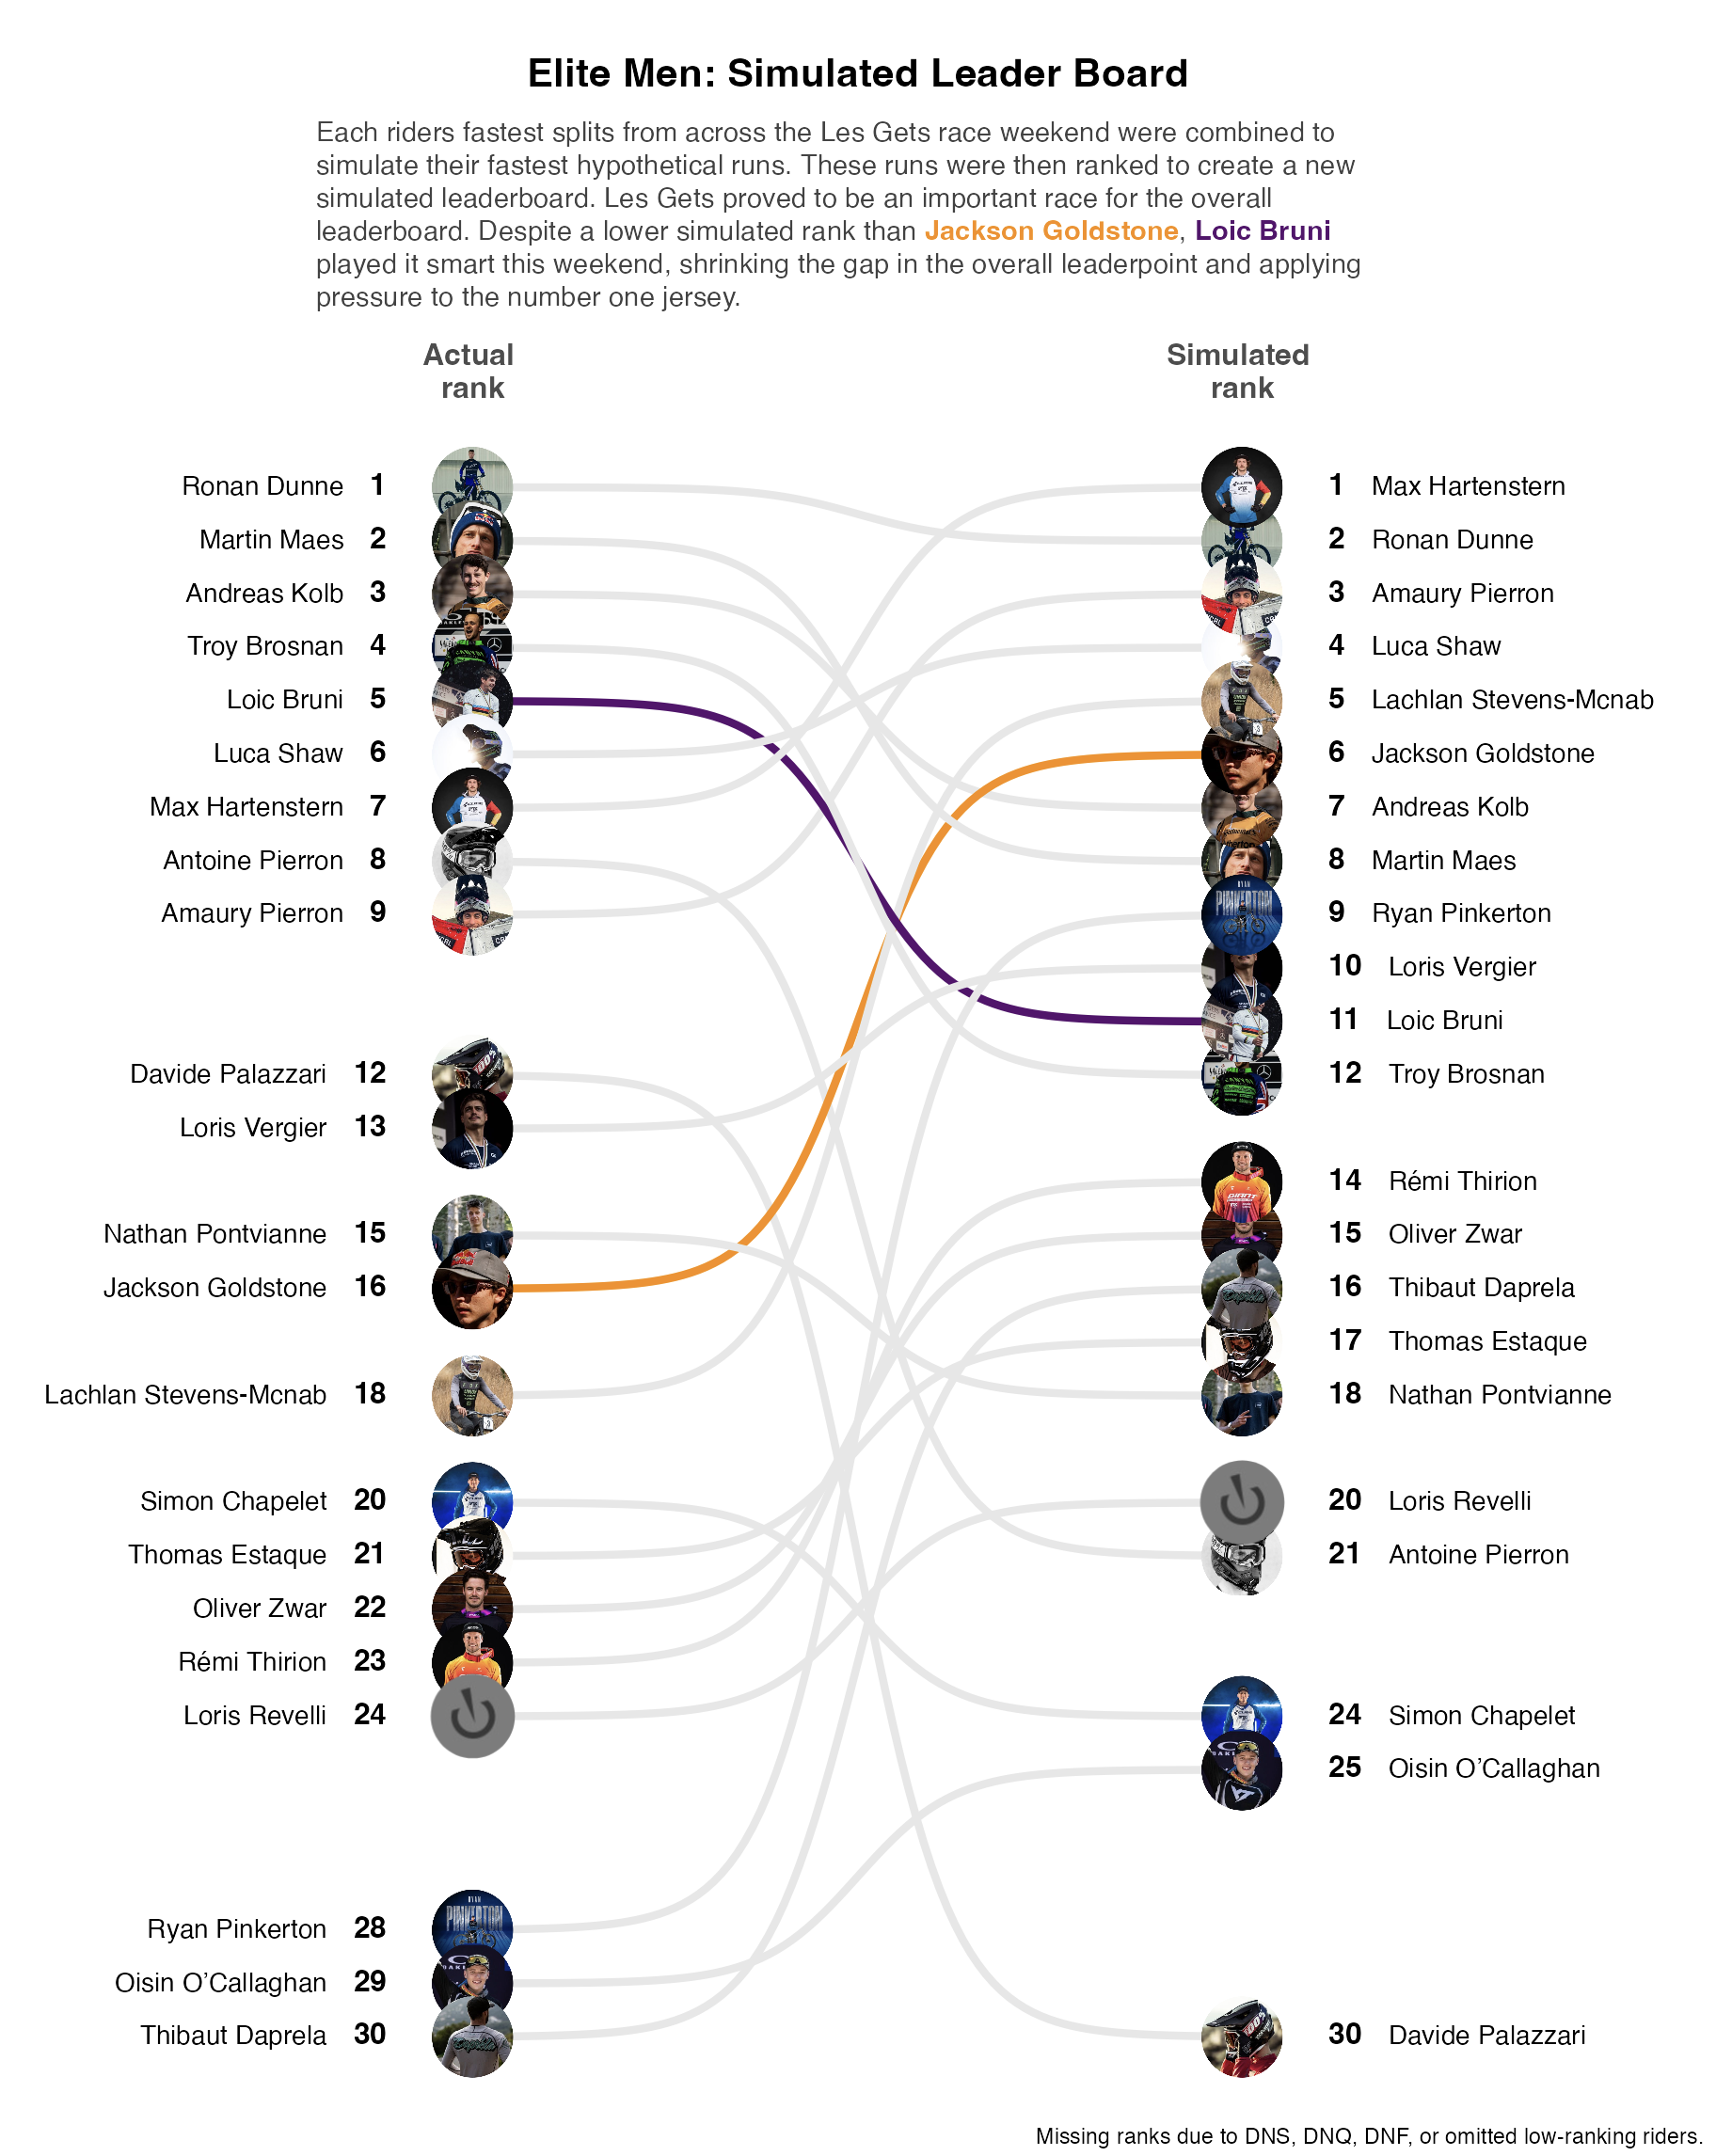 Elite Men: Simulated Leader Board
Each riders fastest splits from across the Les Gets race weekend were combined to
simulate their fastest hypothetical runs. These runs were then ranked to create a new
simulated leaderboard. Les Gets proved to be an important race for the overall
leaderboard. Despite a lower simulated rank than Jackson Goldstone, Loic Bruni
played it smart this weekend, shrinking the gap in the overall leaderpoint and applying
pressure to the number one jersey.
Actual
rank
Ronan Dunne 1
Martin Maes 2
Andreas Kolb 3
Troy Brosnan 4
Loic Bruni 5
Luca Shaw 6
Max Hartenstern 7
Antoine Pierron 8
Amaury Pierron 9
Davide Palazzari 12
Loris Vergier 13
Nathan Pontvianne 15
Jackson Goldstone 16
Lachlan Stevens-Mcnab 18
Simon Chapelet 20
Thomas Estaque 21
Oliver Zwar 22
Rémi Thirion 23
Loris Revelli 24
Ryan Pinkerton 28
Oisin O’Callaghan 29
Thibaut Daprela 30
Simulated
rank
1 Max Hartenstern
2 Ronan Dunne
3 Amaury Pierron
4 Luca Shaw
5 Lachlan Stevens-Mcnab
6 Jackson Goldstone
7 Andreas Kolb
8 Martin Maes
9 Ryan Pinkerton
10 Loris Vergier
11 Loic Bruni
12 Troy Brosnan
14 Rémi Thirion
15 Oliver Zwar
16 Thibaut Daprela
17 Thomas Estaque
18 Nathan Pontvianne
20 Loris Revelli
21 Antoine Pierron
24 Simon Chapelet
25 Oisin O’Callaghan
30 Davide Palazzari
Missing ranks due to DNS, DNQ, DNF, or omitted low-ranking riders.